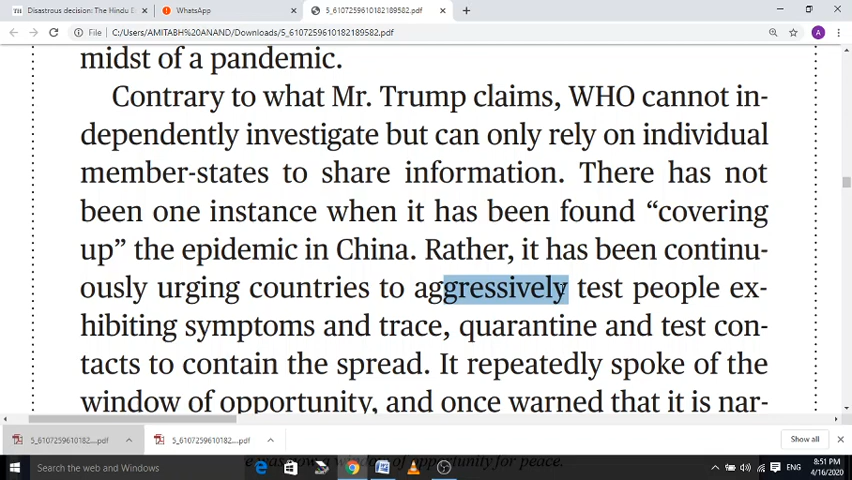 Disastrous decision: The Hindu E
WhatsApp
5_6107259610182189582.pdf
File | C:/Users/AMITABH%20ANAND/Downloads/5_6107259610182189582.pdf
midst of a pandemic.
Contrary to what Mr. Trump claims, WHO cannot in-
dependently investigate but can only rely on individual
member-states to share information. There has not
been one instance when it has been found “covering
up” the epidemic in China. Rather, it has been continu-
ously urging countries to aggressively test people ex-
hibiting symptoms and trace, quarantine and test con-
tacts to contain the spread. It repeatedly spoke of the
window of opportunity, and once warned that it is nar-
5_6107259610182....pdf
5_6107259610182....pdf
Show all
Search the web and Windows
of opportunity for peace.
ENG
8:51 PM
4/16/2020